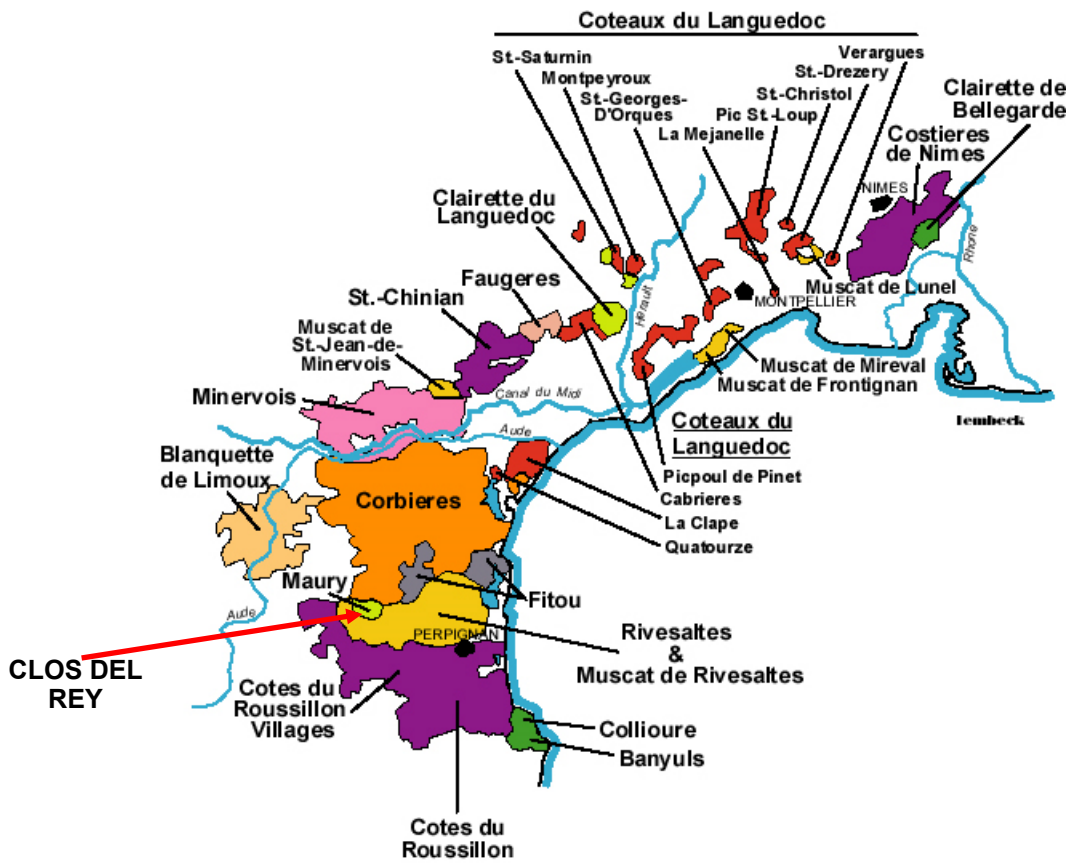 Coteaux du Languedoc
St.-Saturnin
Montpeyroux
St.-Georges-
D'Orques
La Mejanelle
Pic St.-Loup
St.-Christol
St.-Drezery
Verargues
Clairette de
Bellegarde
Costieres
de Nimes
NIMES
Rhone
Clairette du
Languedoc
Faugeres
St.-Chinian
Muscat de
St.-Jean-de-
Minervois
Minervois
Herault
MONTPELLIER
Muscat de Lunel
Muscat de Mireval
Muscat de Frontignan
Canal du Midi
Aude
Tembeck
Coteaux du
Languedoc
Picpoul de Pinet
Cabrieres
La Clape
Quatourze
Blanquette
de Limoux
Corbieres
Maury
Fitou
Aude
PERPIGNAN
Rivesaltes
&
Muscat de Rivesaltes
CLOS DEL
REY
Cotes du
Roussillon
Villages
Collioure
Banyuls
Cotes du
Roussillon